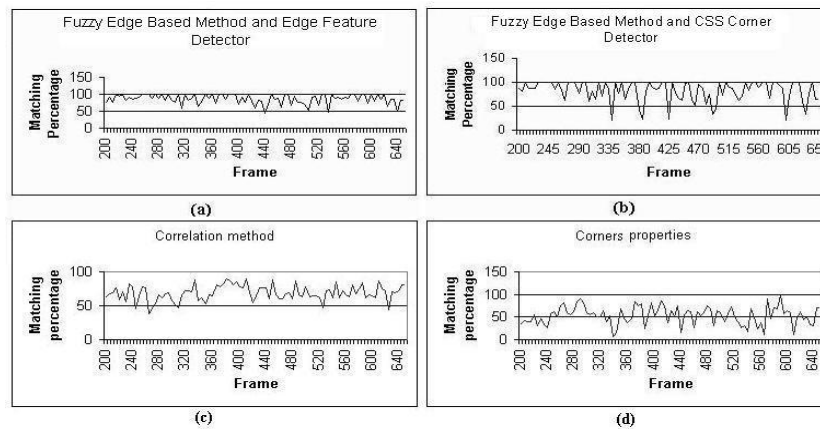 Fuzzy Edge Based Method and Edge Feature
Detector
Matching
Percentage
150
100
50
0
200 240 280 320 360 400 440 480 520 560 600 640
Frame
(a)
Fuzzy Edge Based Method and CSS Corner
Detector
Matching
Percentage
150
100
50
0
200 245 290 335 380 425 470 515 560 605 650
Frame
(b)
Correlation method
Matching
percentage
100
50
0
200 240 280 320 360 400 440 480 520 560 600 640
Frame
(c)
Corners properties
Matching
percentage
150
100
50
0
200 240 280 320 360 400 440 480 520 560 600 640
Frame
(d)